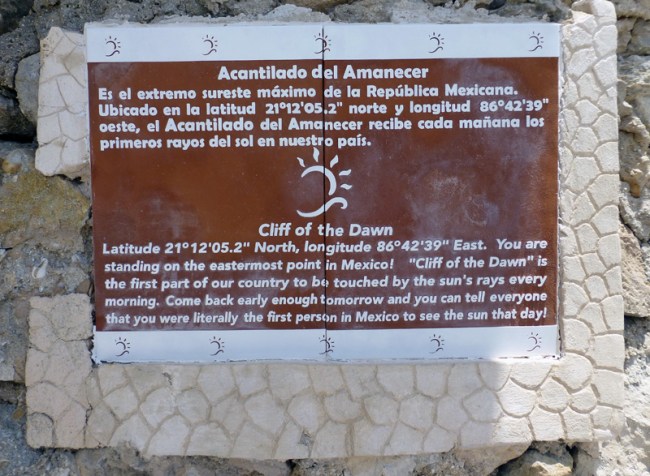 Acantilado del Amanecer
Es el extremo sureste máximo de la República Mexicana.
Ubicado en la latitud 21°12'05.2" norte y longitud 86°42'39"
oeste, el Acantilado del Amanecer recibe cada mañana los
primeros rayos del sol en nuestro país.
Cliff of the Dawn
Latitude 21°12'05.2" North, longitude 86°42'39" East. You are
standing on the easternmost point in Mexico! "Cliff of the Dawn" is
the first part of our country to be touched by the sun's rays every
morning. Come back early enough tomorrow and you can tell everyone
that you were literally the first person in Mexico to see the sun that day!